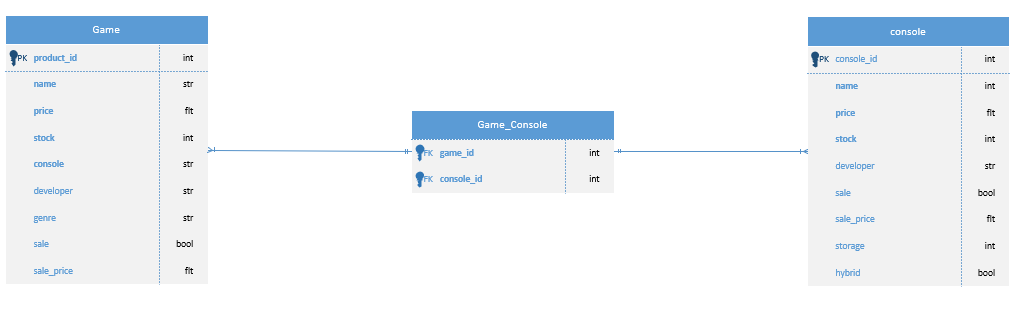 Game
PK product_id int
name str
price flt
stock int
console str
developer str
genre str
sale bool
sale_price flt
Game_Console
FK game_id int
FK console_id int
console
PK console_id int
name int
price flt
stock int
developer str
sale bool
sale_price flt
storage int
hybrid bool